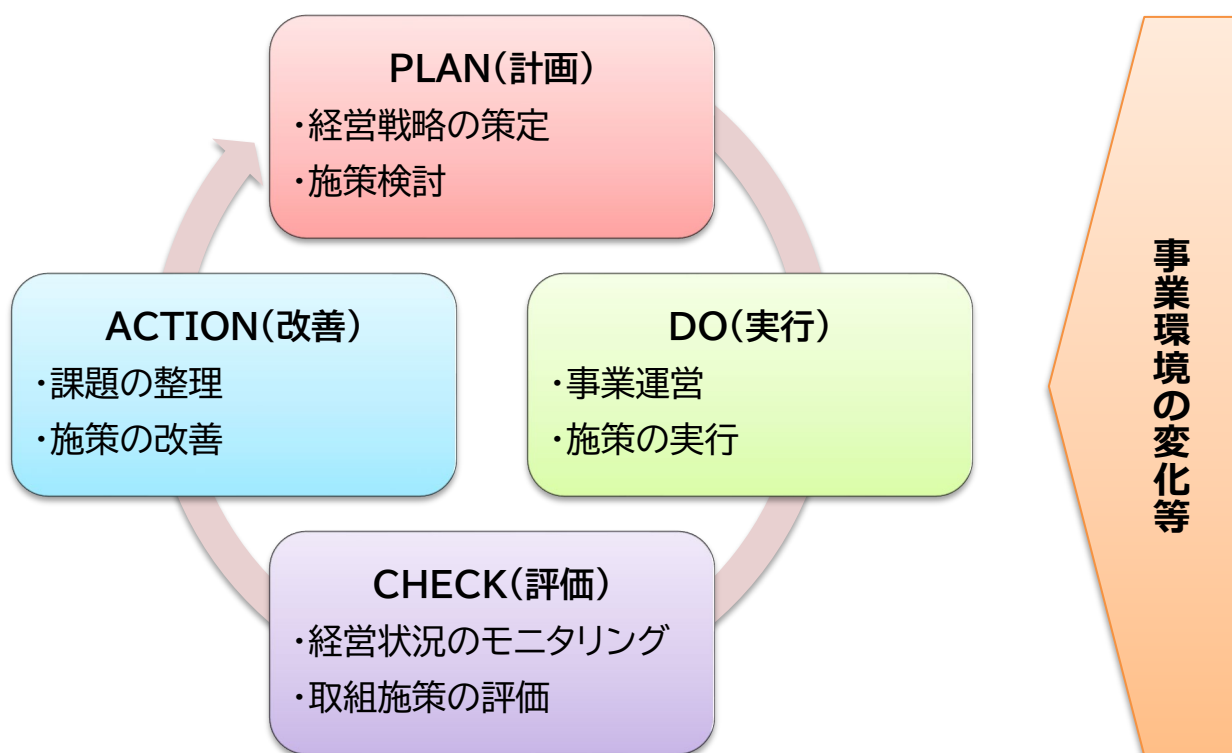 PLAN(計画)
・経営戦略の策定
・施策検討
DO(実行)
・事業運営
・施策の実行
CHECK(評価)
・経営状況のモニタリング
・取組施策の評価
ACTION(改善)
・課題の整理
・施策の改善
事業環境の変化等